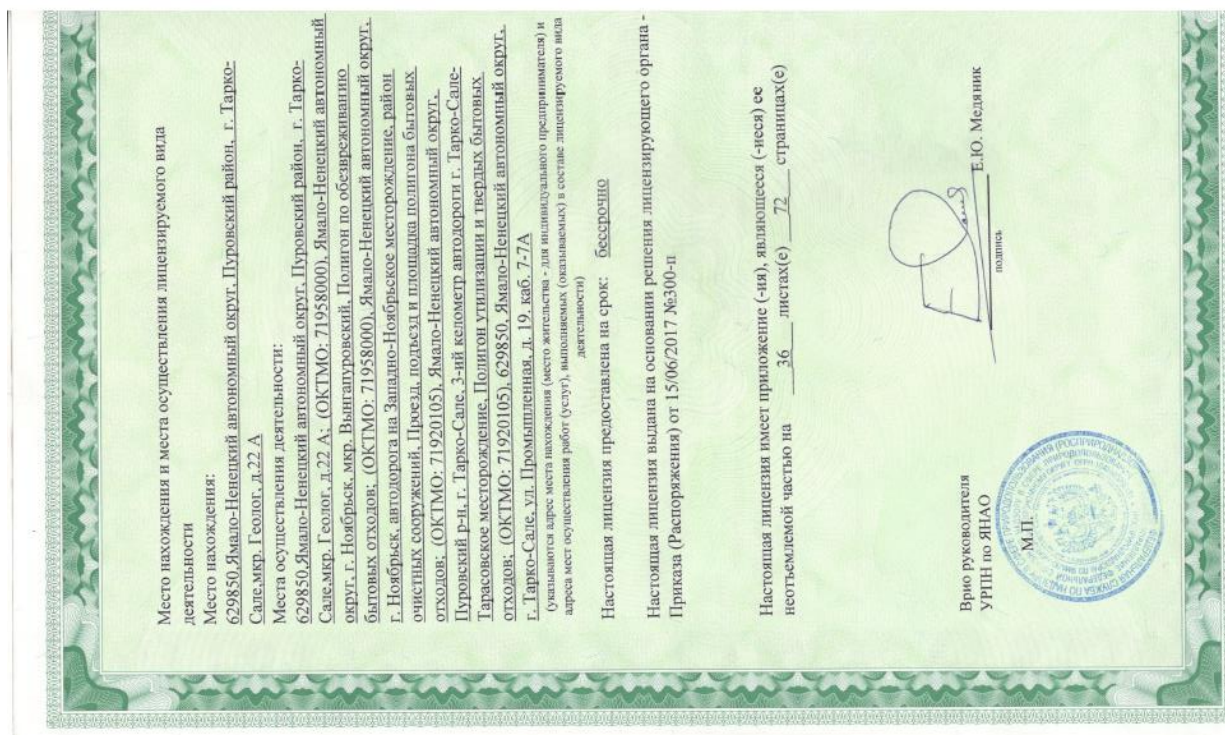 Место нахождения и места осуществления лицензируемого вида
деятельности
Место нахождения:
629850,Ямало-Ненецкий автономный округ, Пуровский район, г. Тарко-
Сале,мкр. Геолог, д.22 А
Места осуществления деятельности:
629850,Ямало-Ненецкий автономный округ, Пуровский район, г. Тарко-
Сале,мкр. Геолог, д.22 А; (ОКТМО: 71958000), Ямало-Ненецкий автономный
округ, г. Ноябрьск, мкр. Вынгапуровский, Полигон по обезвреживанию
бытовых отходов; (ОКТМО: 71958000), Ямало-Ненецкий автономный округ,
г. Ноябрьск, автодорога на Западно-Ноябрьское месторождение, район
очистных сооружений, Проезд, подъезд и площадка полигона бытовых
отходов; (ОКТМО: 71920105), Ямало-Ненецкий автономный округ,
Пуровский р-н, г. Тарко-Сале, 3-ий келометр автодороги г. Тарко-Сале-
Тарасовское месторождение, Полигон утилизации и твердых бытовых
отходов; (ОКТМО: 71920105), 629850, Ямало-Ненецкий автономный округ,
г. Тарко-Сале, ул. Промышленная, д. 19, каб. 7-7А
(указываются адрес места нахождения (место жительства - для индивидуального предпринимателя) и
адреса мест осуществления работ (услуг), выполняемых (оказываемых) в составе лицензируемого вида
деятельности)
Настоящая лицензия предоставлена на срок: бессрочно
Настоящая лицензия выдана на основании решения лицензирующего органа -
Приказа (Распоряжения) от 15/06/2017 №300-п
Настоящая лицензия имеет приложение (-ия), являющееся (-иеся) ее
неотъемлемой частью на 36 листах(е) 72 страницах(е)
Врио руководителя
УРПН по ЯНАО
Е.Ю. Медяник
подпись
М.П.